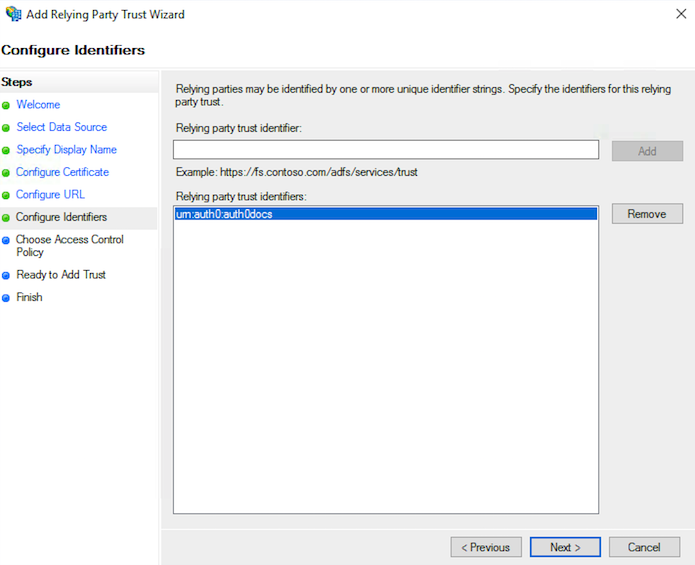 Add Relying Party Trust Wizard
Configure Identifiers
Steps
Welcome
Select Data Source
Specify Display Name
Configure Certificate
Configure URL
Configure Identifiers
Choose Access Control
Policy
Ready to Add Trust
Finish
Relying parties may be identified by one or more unique identifier strings. Specify the identifiers for this relying
party trust.
Relying party trust identifier:
Add
Example: https://fs.contoso.com/adfs/services/trust
Relying party trust identifiers:
urn:auth0:auth0docs
Remove
< Previous
Next >
Cancel